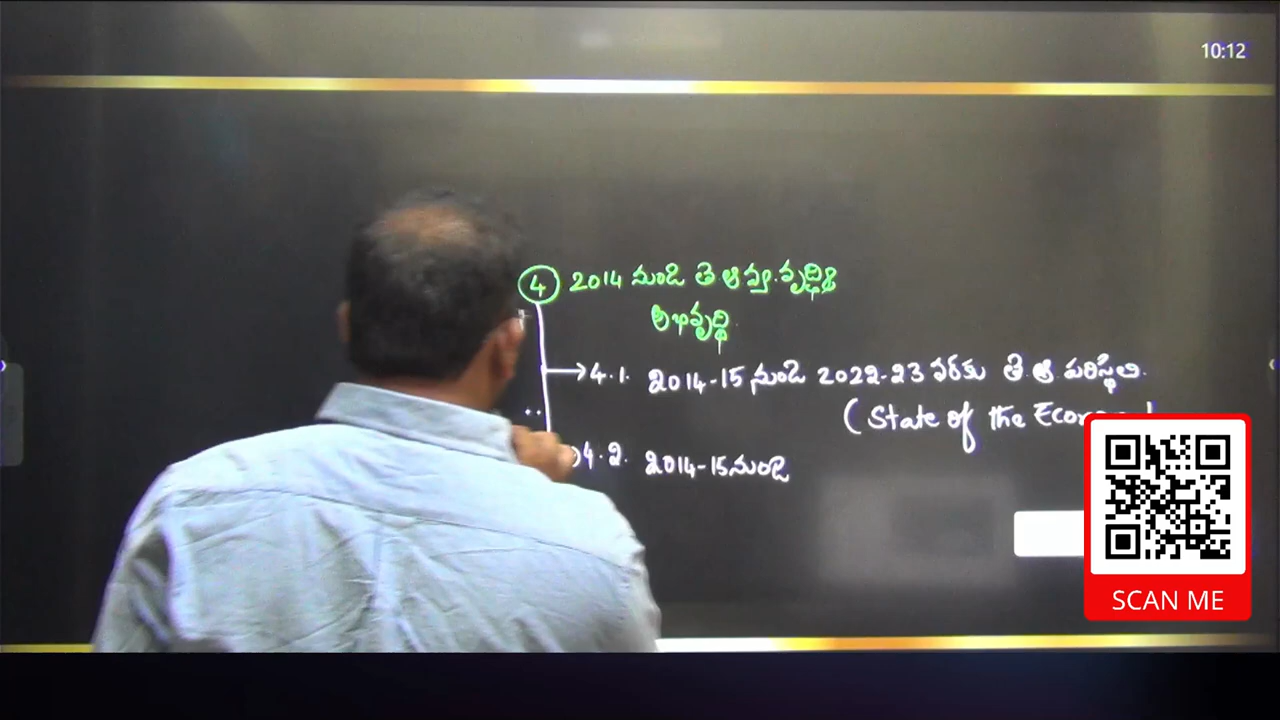 10:12
4 2014 నుండి తె ఆ వ్య. వృద్ధి &
అభివృద్ధి
4.1. 2014-15 నుండి 2022-23 వరకు తె. ఆ. పరిస్థితి.
(State of the
4.2. 2014-15 నుండి
SCAN ME